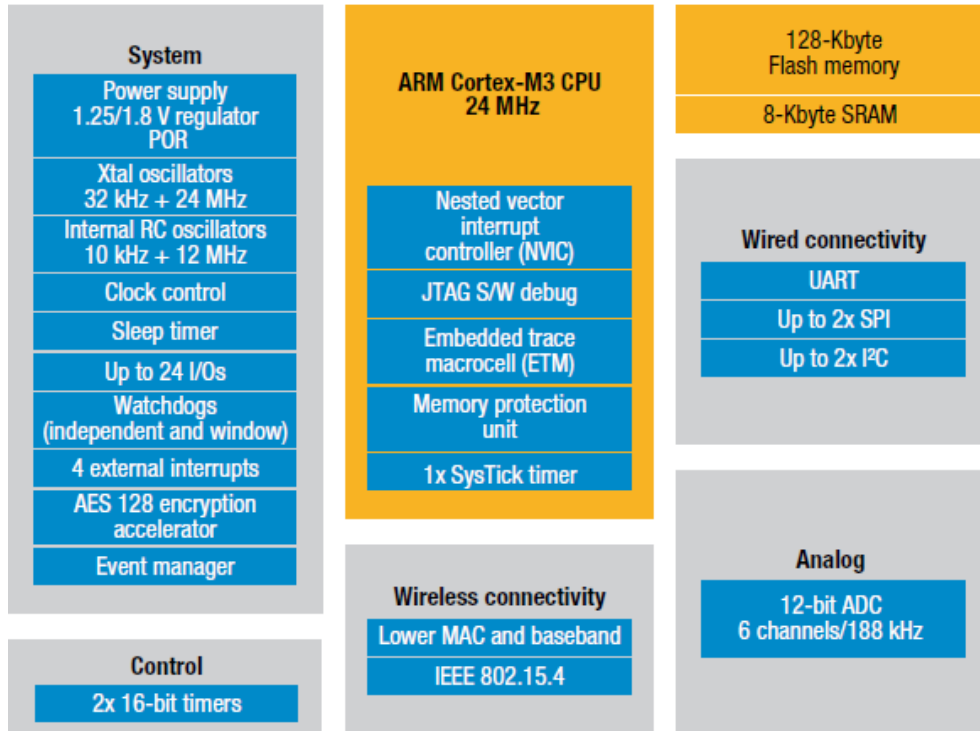 System
Power supply
1.25/1.8 V regulator
POR
Xtal oscillators
32 kHz + 24 MHz
Internal RC oscillators
10 kHz + 12 MHz
Clock control
Sleep timer
Up to 24 I/Os
Watchdogs
(independent and window)
4 external interrupts
AES 128 encryption
accelerator
Event manager
Control
2x 16-bit timers
ARM Cortex-M3 CPU
24 MHz
Nested vector
interrupt
controller (NVIC)
JTAG S/W debug
Embedded trace
macrocell (ETM)
Memory protection
unit
1x SysTick timer
Wireless connectivity
Lower MAC and baseband
IEEE 802.15.4
128-Kbyte
Flash memory
8-Kbyte SRAM
Wired connectivity
UART
Up to 2x SPI
Up to 2x I²C
Analog
12-bit ADC
6 channels/188 kHz